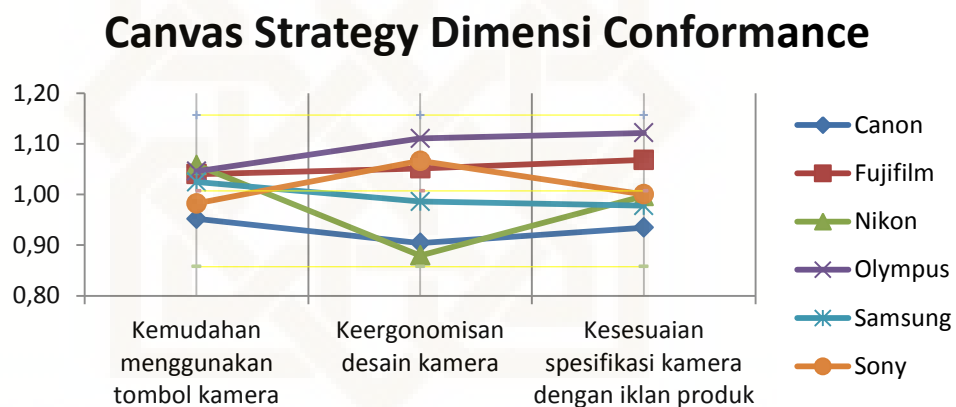 Canvas Strategy Dimensi Conformance
1,20
1,10
1,00
0,90
0,80
Kemudahan
menggunakan
tombol kamera
Keergonomisan
desain kamera
Kesesuaian
spesifikasi kamera
dengan iklan produk
Canon
Fujifilm
Nikon
Olympus
Samsung
Sony